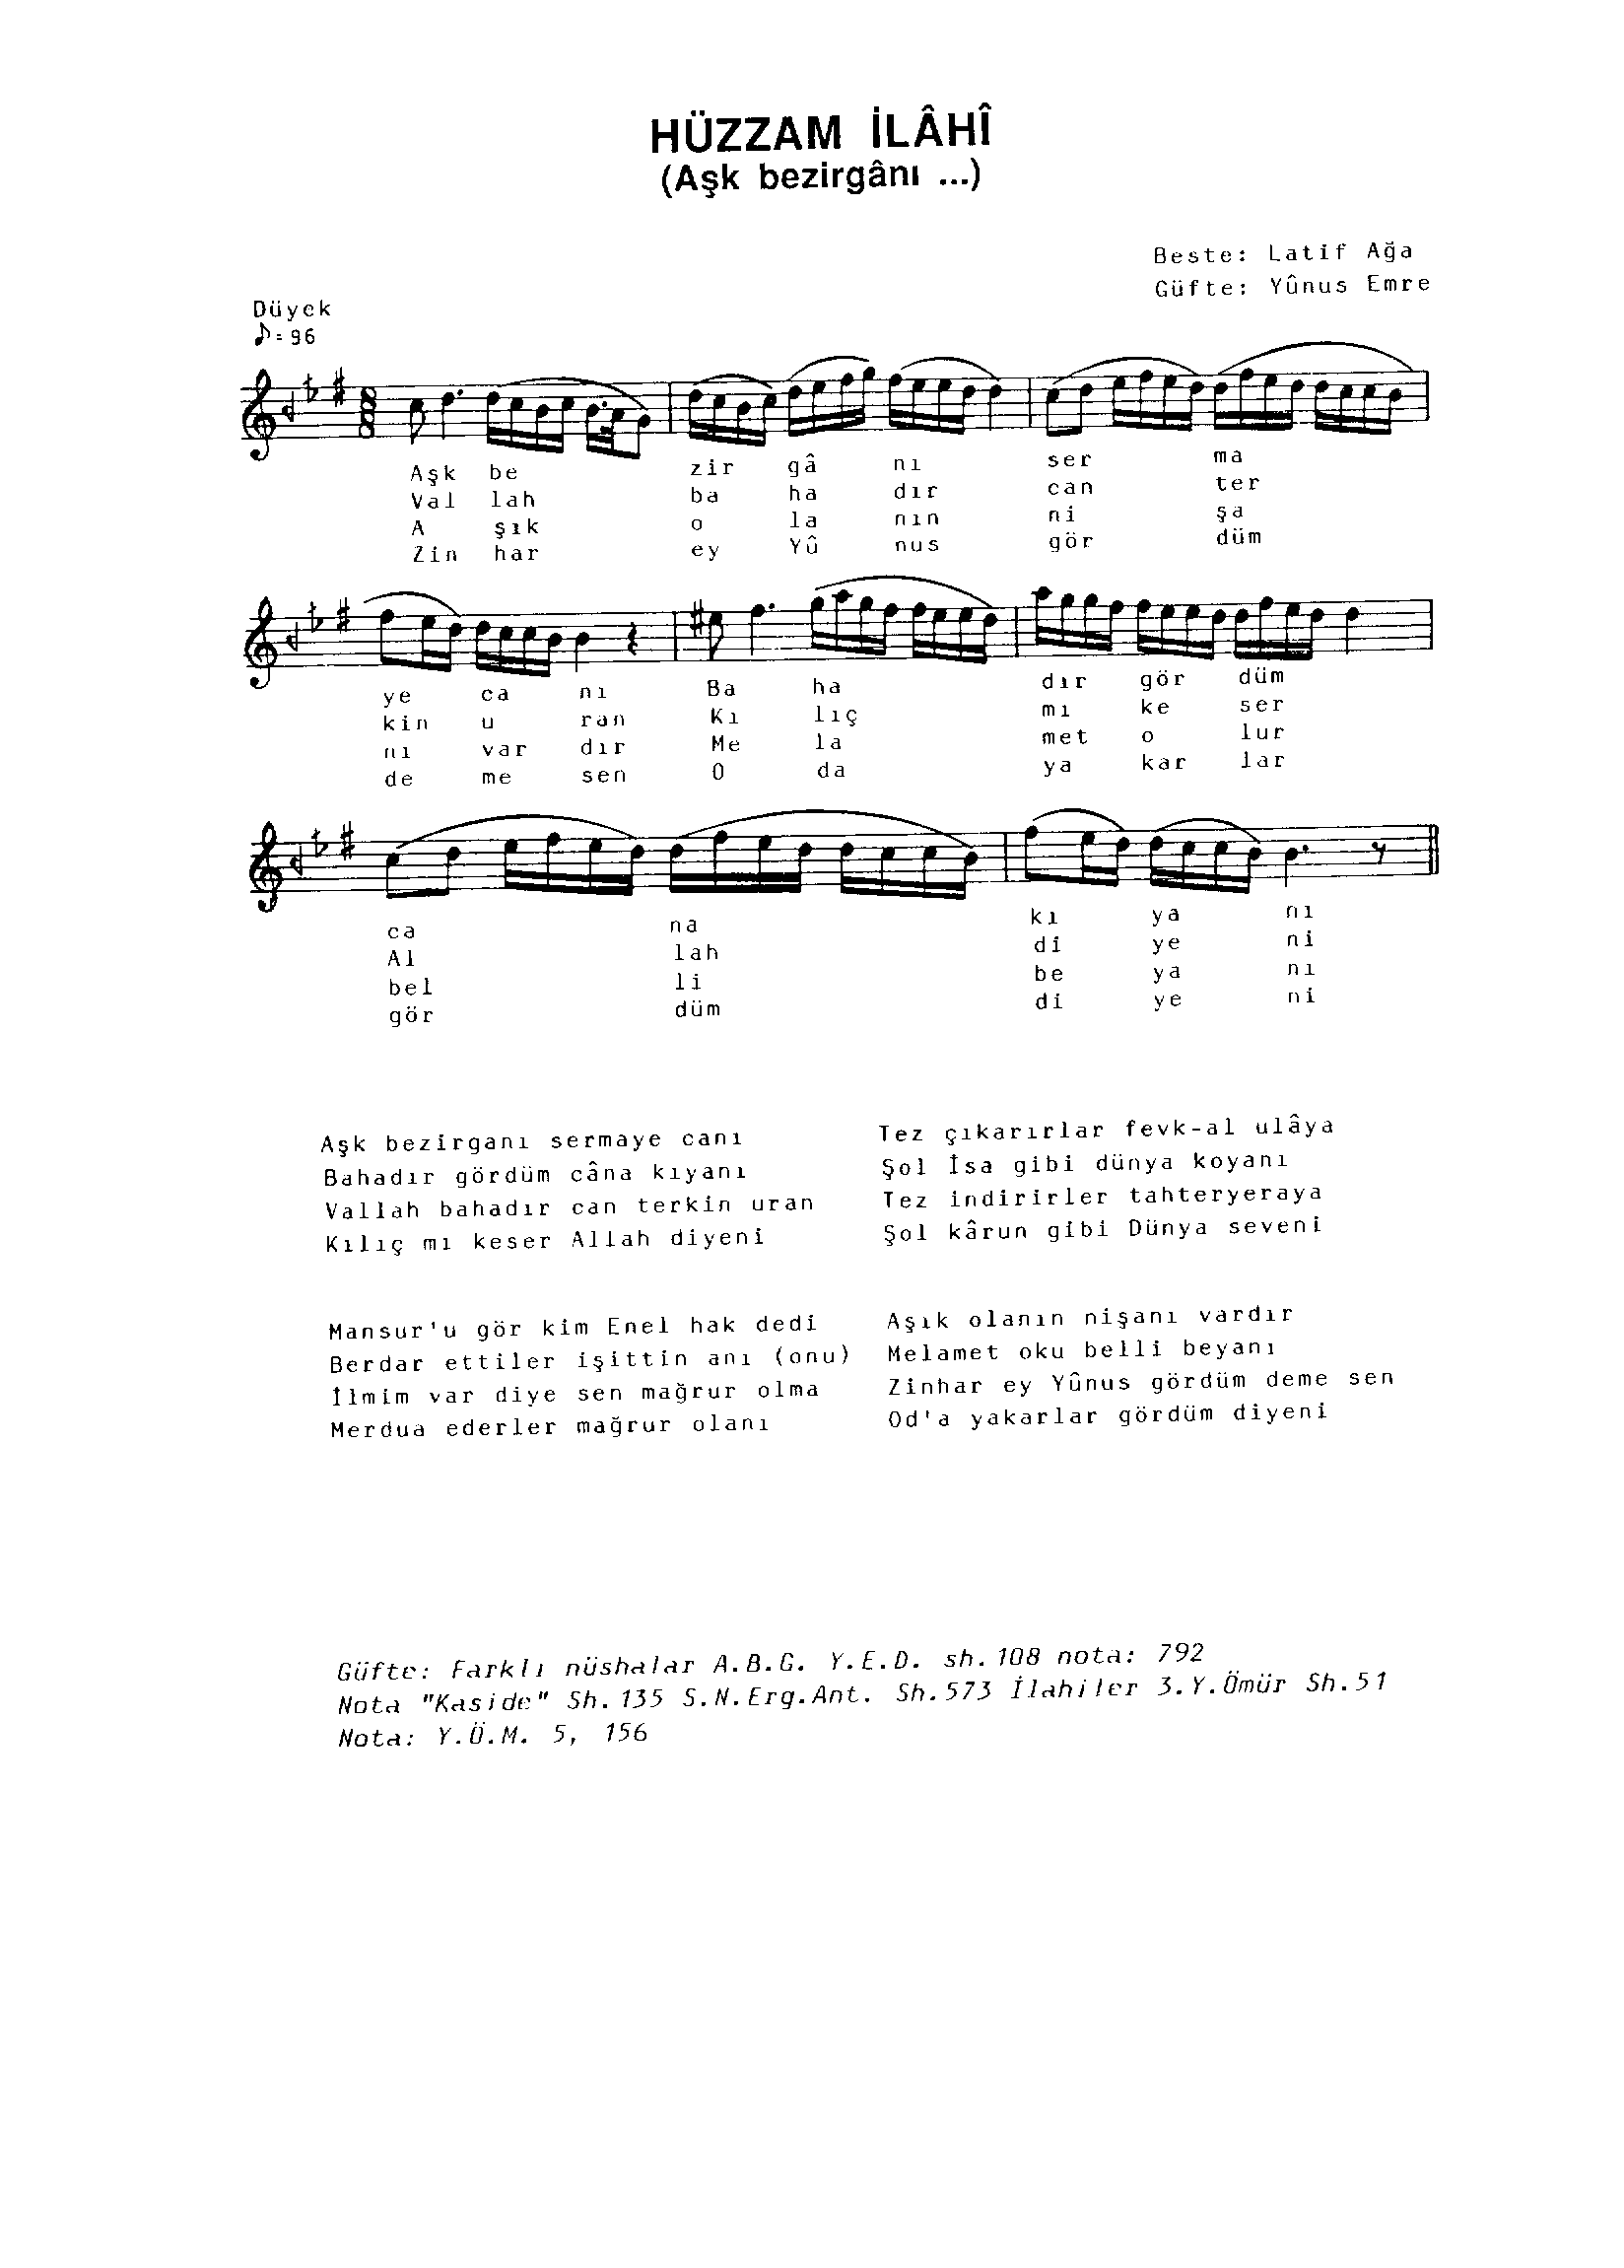 HÜZZAM İLÂHÎ
(Aşk bezirgânı ...)
Beste: Latif Ağa
Güfte: Yûnus Emre
Düyek
♪=96
8
8
Aşk be zir gâ nı ser ma
Val lah ba ha dır can ter
A şık o la nın ni şa
Zin har ey Yû nus gör düm
ye ca nı Ba ha dır gör düm
kin u ran Kı lıç mı ke ser
nı var dır Me la met o lur
de me sen O da ya kar lar
ca na kı ya nı
Al lah di ye ni
bel li be ya nı
gör düm di ye ni
Aşk bezirganı sermaye canı
Bahadır gördüm câna kıyanı
Vallah bahadır can terkin uran
Kılıç mı keser Allah diyeni
Mansur'u gör kim Enel hak dedi
Berdar ettiler işittin anı (onu)
İlmim var diye sen mağrur olma
Merdua ederler mağrur olanı
Tez çıkarırlar fevk-al ulâya
Şol İsa gibi dünya koyanı
Tez indirirler tahteryeraya
Şol kârun gibi Dünya seveni
Aşık olanın nişanı vardır
Melamet oku belli beyanı
Zinhar ey Yûnus gördüm deme sen
Od'a yakarlar gördüm diyeni
Güfte: Farklı nüshalar A.B.G. Y.E.D. sh.108 nota: 792
Nota "Kaside" Sh.135 S.N.Erg.Ant. Sh.573 İlahiler 3.Y.Ömür Sh.51
Nota: Y.Ö.M. 5, 156